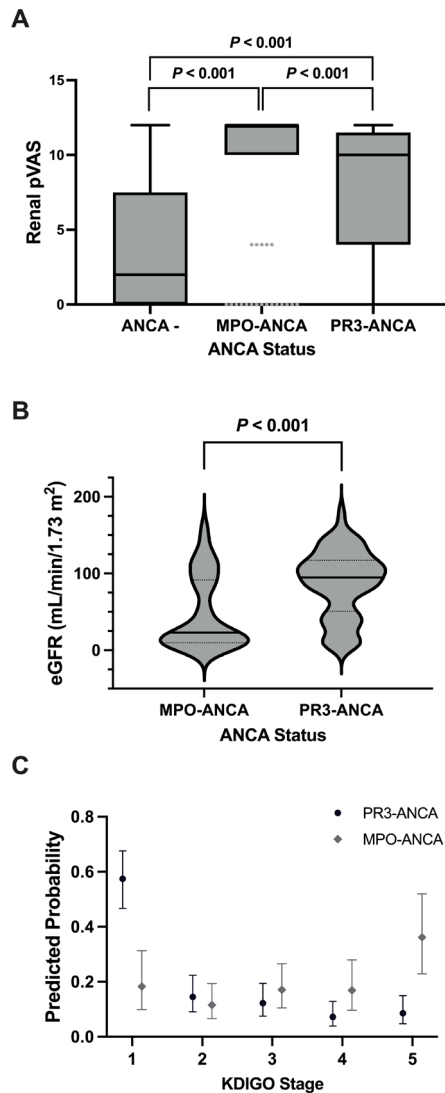 A
P < 0.001
P < 0.001 P < 0.001
15
10
5
0
Renal pVAS
ANCA - MPO-ANCA PR3-ANCA
ANCA Status
B
P < 0.001
200
100
0
eGFR (mL/min/1.73 m²)
MPO-ANCA PR3-ANCA
ANCA Status
C
PR3-ANCA
MPO-ANCA
0.8
0.6
0.4
0.2
0.0
Predicted Probability
1 2 3 4 5
KDIGO Stage